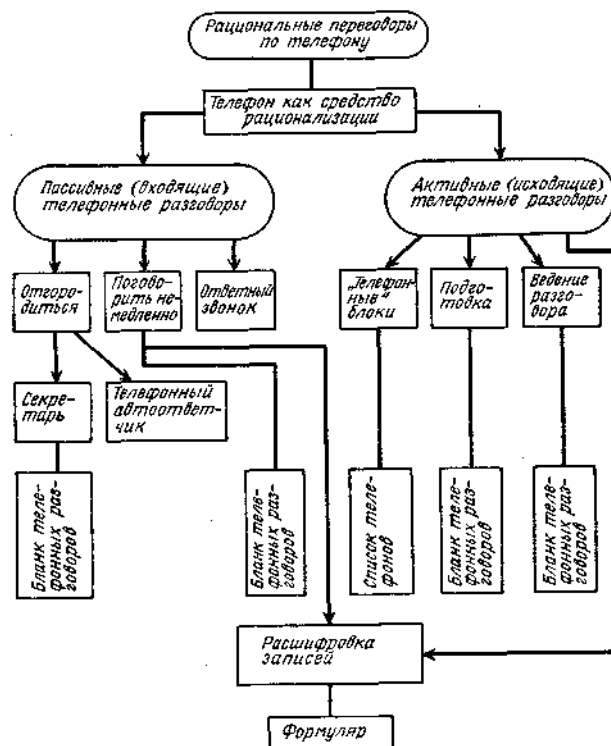 Рациональные переговоры
по телефону
Телефон как средство
рационализации
Пассивные (входящие)
телефонные разговоры
Активные (исходящие)
телефонные разговоры
Отгоро-
диться
Погово-
рить не-
медленно
Ответный
звонок
„Телефон-
ные“
блоки
Подго-
товка
Ведение
разго-
вора
Секре-
тарь
Телефонный
автоответ-
чик
Бланк теле-
фонных раз-
говоров
Бланк теле-
фонных раз-
говоров
Список теле-
фонов
Бланк теле-
фонных раз-
говоров
Бланк теле-
фонных раз-
говоров
Расшифровка
записей
Формуляр